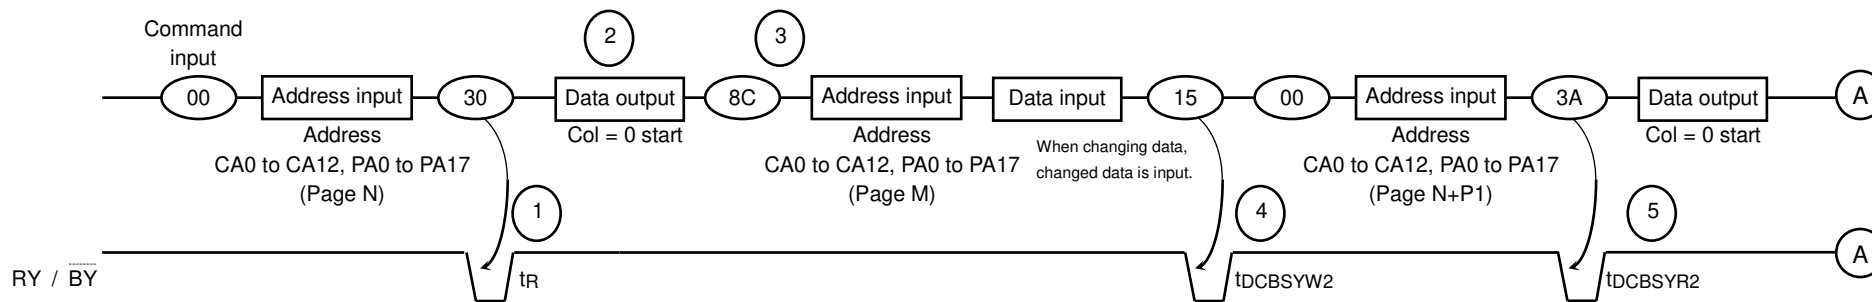 Command
input
2
3
00
Address input
30
Data output
8C
Address input
Data input
15
00
Address input
3A
Data output
A
Address
CA0 to CA12, PA0 to PA17
(Page N)
Col = 0 start
Address
CA0 to CA12, PA0 to PA17
(Page M)
When changing data,
changed data is input.
Address
CA0 to CA12, PA0 to PA17
(Page N+P1)
Col = 0 start
1
4
5
RY / BY
tR
tDCBSYW2
tDCBSYR2
A